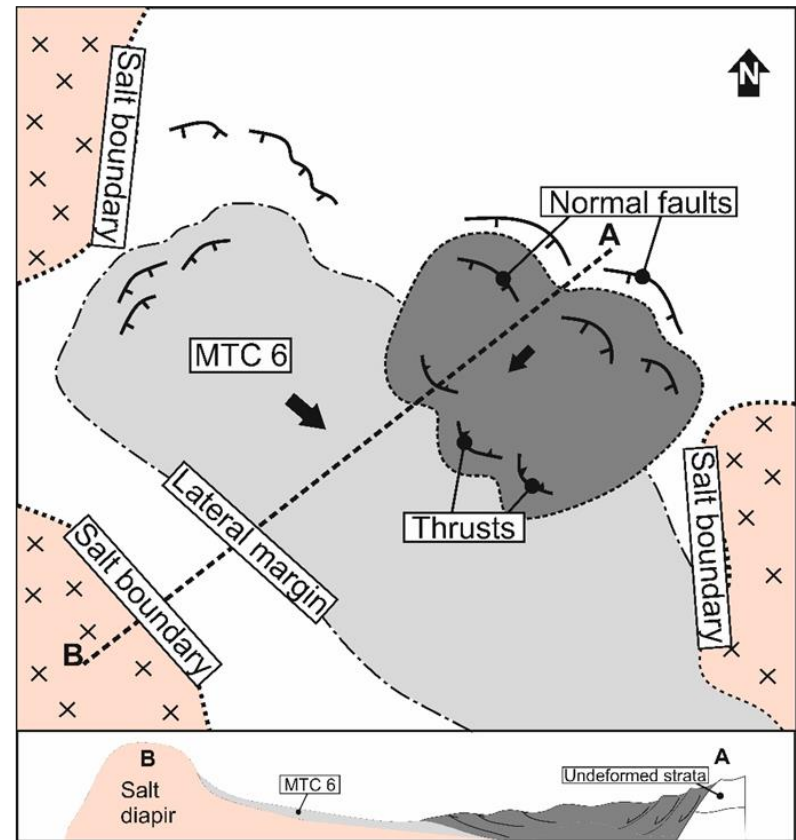 N
Salt boundary
Normal faults
A
MTC 6
Lateral margin
Thrusts
Salt boundary
Salt boundary
B
B
A
Salt
diapir
MTC 6
Undeformed strata